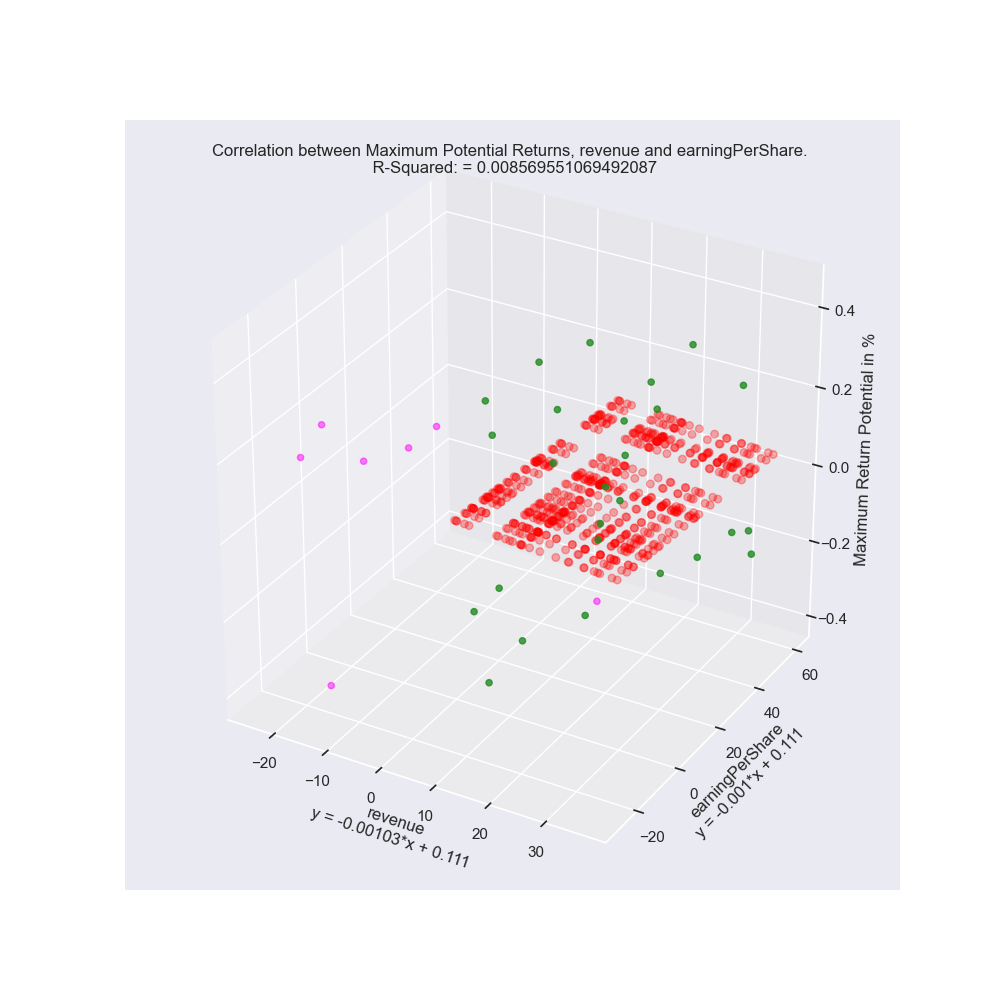 Correlation between Maximum Potential Returns, revenue and earningPerShare.
R-Squared: = 0.008569551069492087
0.4
0.2
0.0
−0.2
−0.4
Maximum Return Potential in %
60
40
20
0
−20
earningPerShare
y = -0.001*x + 0.111
−20
−10
0
10
20
30
revenue
y = -0.00103*x + 0.111